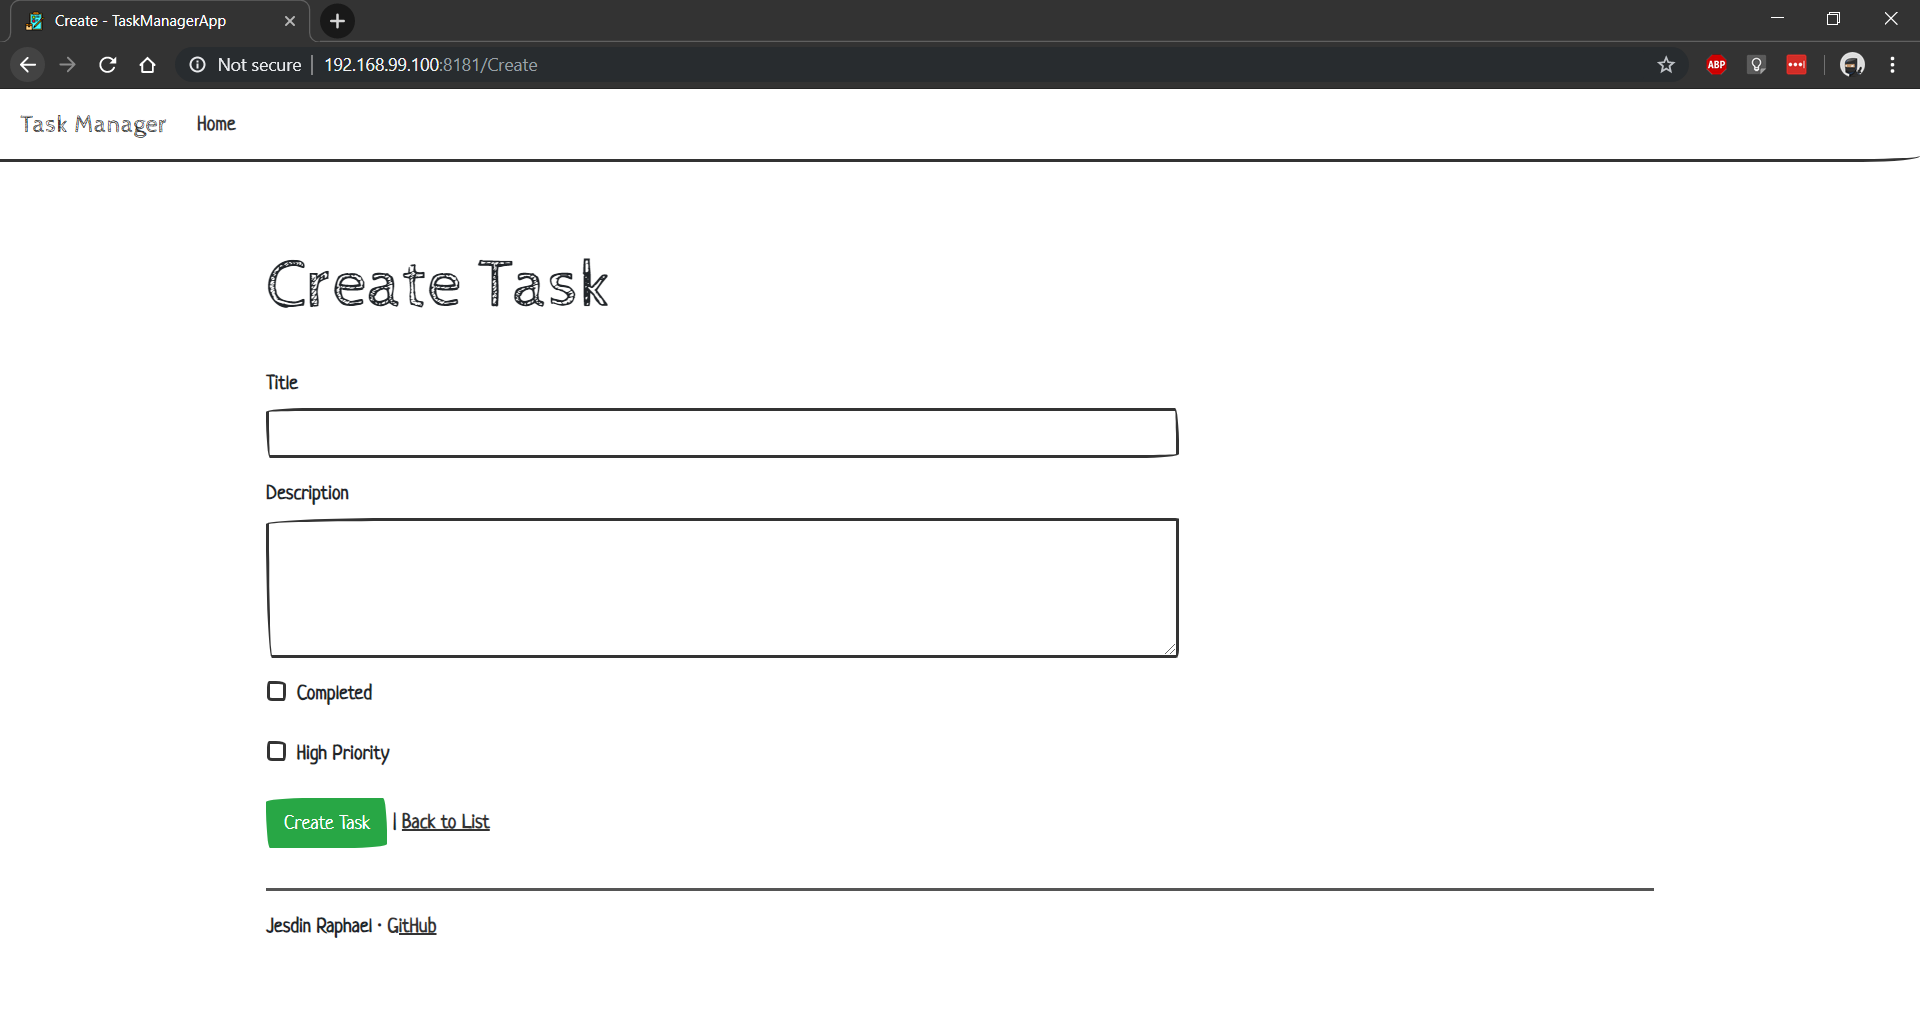 Create - TaskManagerApp
Not secure | 192.168.99.100:8181/Create
ABP
Task Manager Home
Create Task
Title
Description
Completed
High Priority
Create Task | Back to List
Jesdin Raphael · GitHub